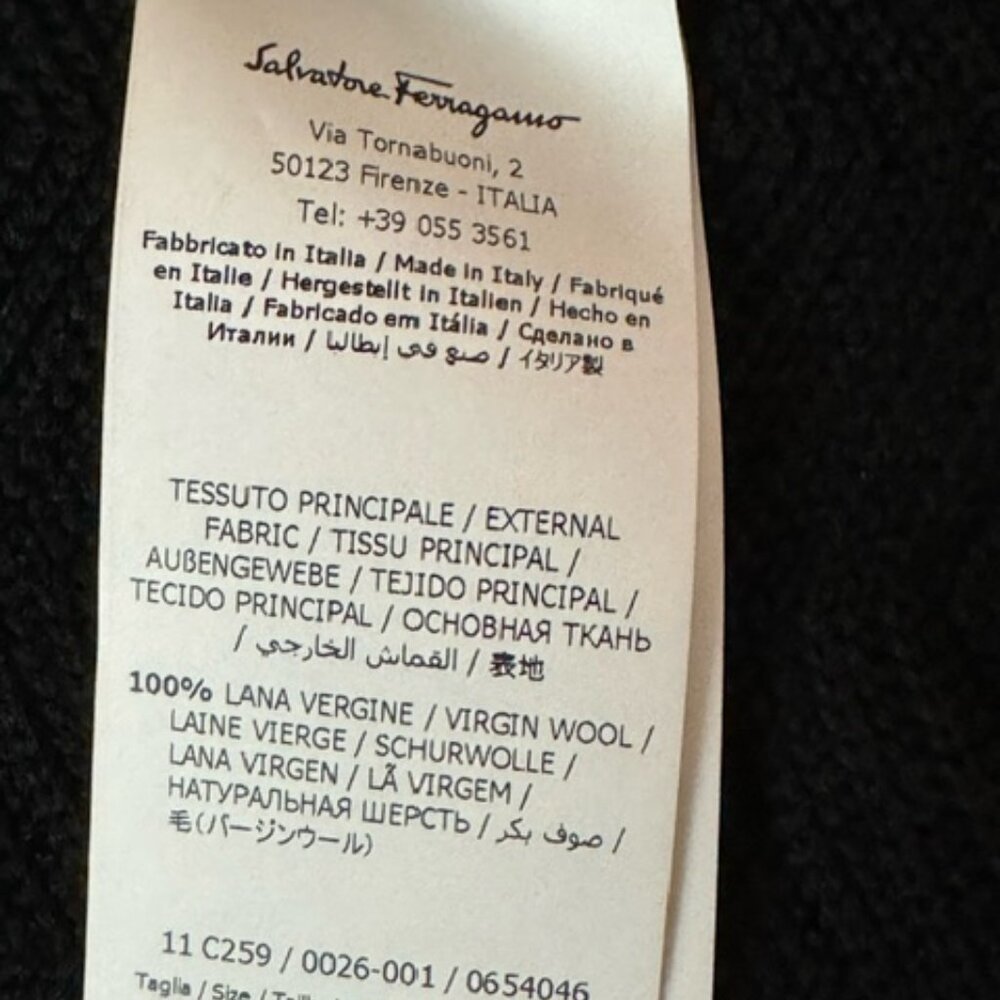 Salvatore Ferragamo
Via Tornabuoni, 2
50123 Firenze - ITALIA
Tel: +39 055 3561
Fabbricato in Italia / Made in Italy / Fabriqué
en Italie / Hergestellt in Italien / Hecho en
Italia / Fabricado em Itália / Сделано в
Италии / صنع في إيطاليا / イタリア製
TESSUTO PRINCIPALE / EXTERNAL
FABRIC / TISSU PRINCIPAL /
AUßENGEWEBE / TEJIDO PRINCIPAL /
TECIDO PRINCIPAL / ОСНОВНАЯ ТКАНЬ
/ القماش الخارجي / 表地
100% LANA VERGINE / VIRGIN WOOL /
LAINE VIERGE / SCHURWOLLE /
LANA VIRGEN / LÃ VIRGEM /
НАТУРАЛЬНАЯ ШЕРСТЬ / صوف بكر /
毛(バージンウール)
11 C259 / 0026-001 / 0654046
Taglia / Size /